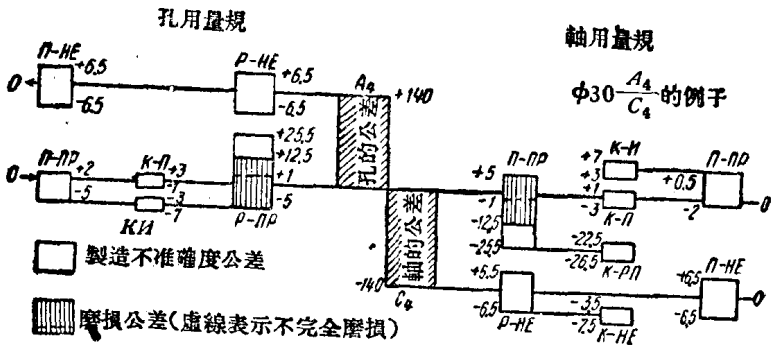 孔用量規
軸用量規
П-НЕ
+6,5
-6,5
0
Р-НЕ
+6,5
-6,5
A₄
+140
孔的公差
ϕ30 A₄/C₄ 的例子
П-ПР
0
+2
-5
К-П
+3
-1
-3
-7
КИ
+25,5
+12,5
+1
-5
Р-ПР
П-ПР
+5
-1
-12,5
-25,5
К-И
+7
+3
+1
-3
К-П
П-ПР
+0,5
-2
0
-22,5
-26,5
К-РП
軸的公差
-140
C₄
+6,5
-6,5
Р-НЕ
-3,5
-7,5
К-НЕ
П-НЕ
+6,5
-6,5
0
製造不准確度公差
磨損公差(虛線表示不完全磨損)